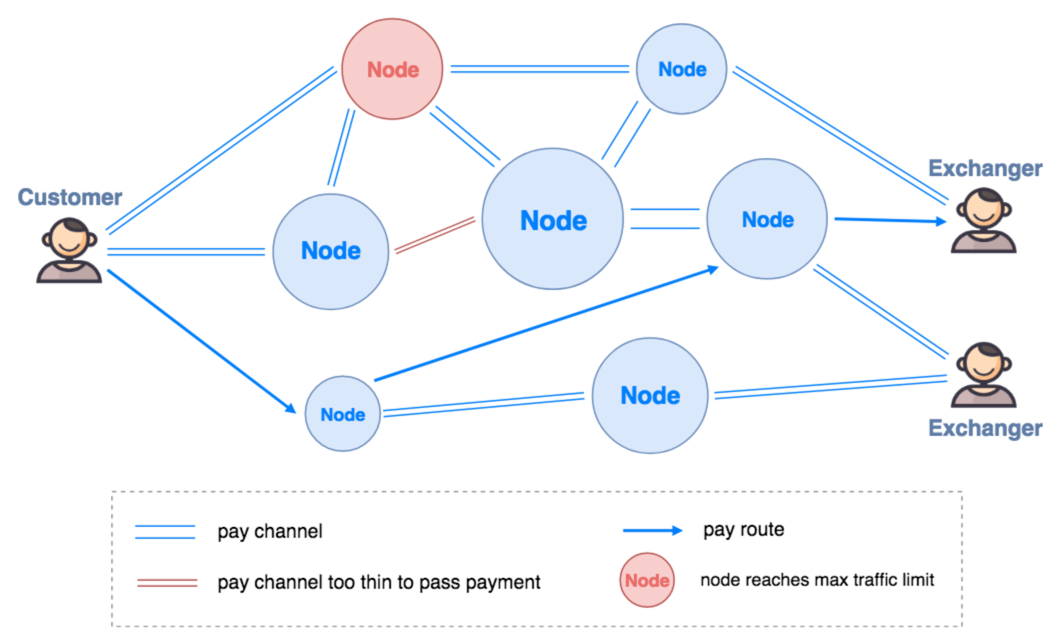 Node
Node
Exchanger
Customer
Node
Node
Node
Node
Node
Exchanger
pay channel
pay route
pay channel too thin to pass payment
Node
node reaches max traffic limit